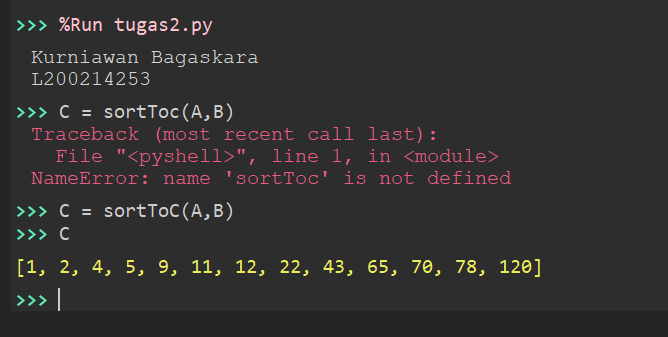 >>> %Run tugas2.py
Kurniawan Bagaskara
L200214253
>>> C = sortToc(A,B)
Traceback (most recent call last):
File "<pyshell>", line 1, in <module>
NameError: name 'sortToc' is not defined
>>> C = sortToC(A,B)
>>> C
[1, 2, 4, 5, 9, 11, 12, 22, 43, 65, 70, 78, 120]
>>>